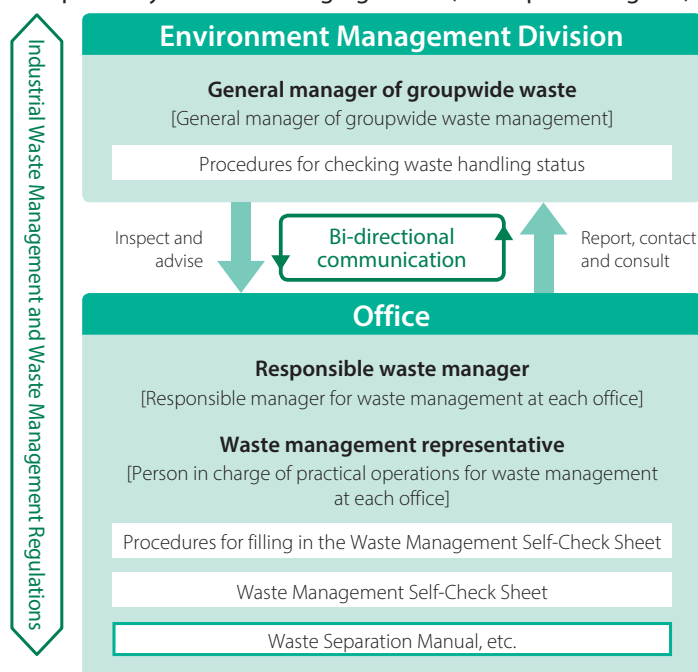 Environment Management Division
General manager of groupwide waste
[General manager of groupwide waste management]
Procedures for checking waste handling status
Inspect and
advise
Bi-directional
communication
Report, contact
and consult
Office
Responsible waste manager
[Responsible manager for waste management at each office]
Waste management representative
[Person in charge of practical operations for waste management
at each office]
Procedures for filling in the Waste Management Self-Check Sheet
Waste Management Self-Check Sheet
Waste Separation Manual, etc.
Industrial Waste Management and Waste Management Regulations